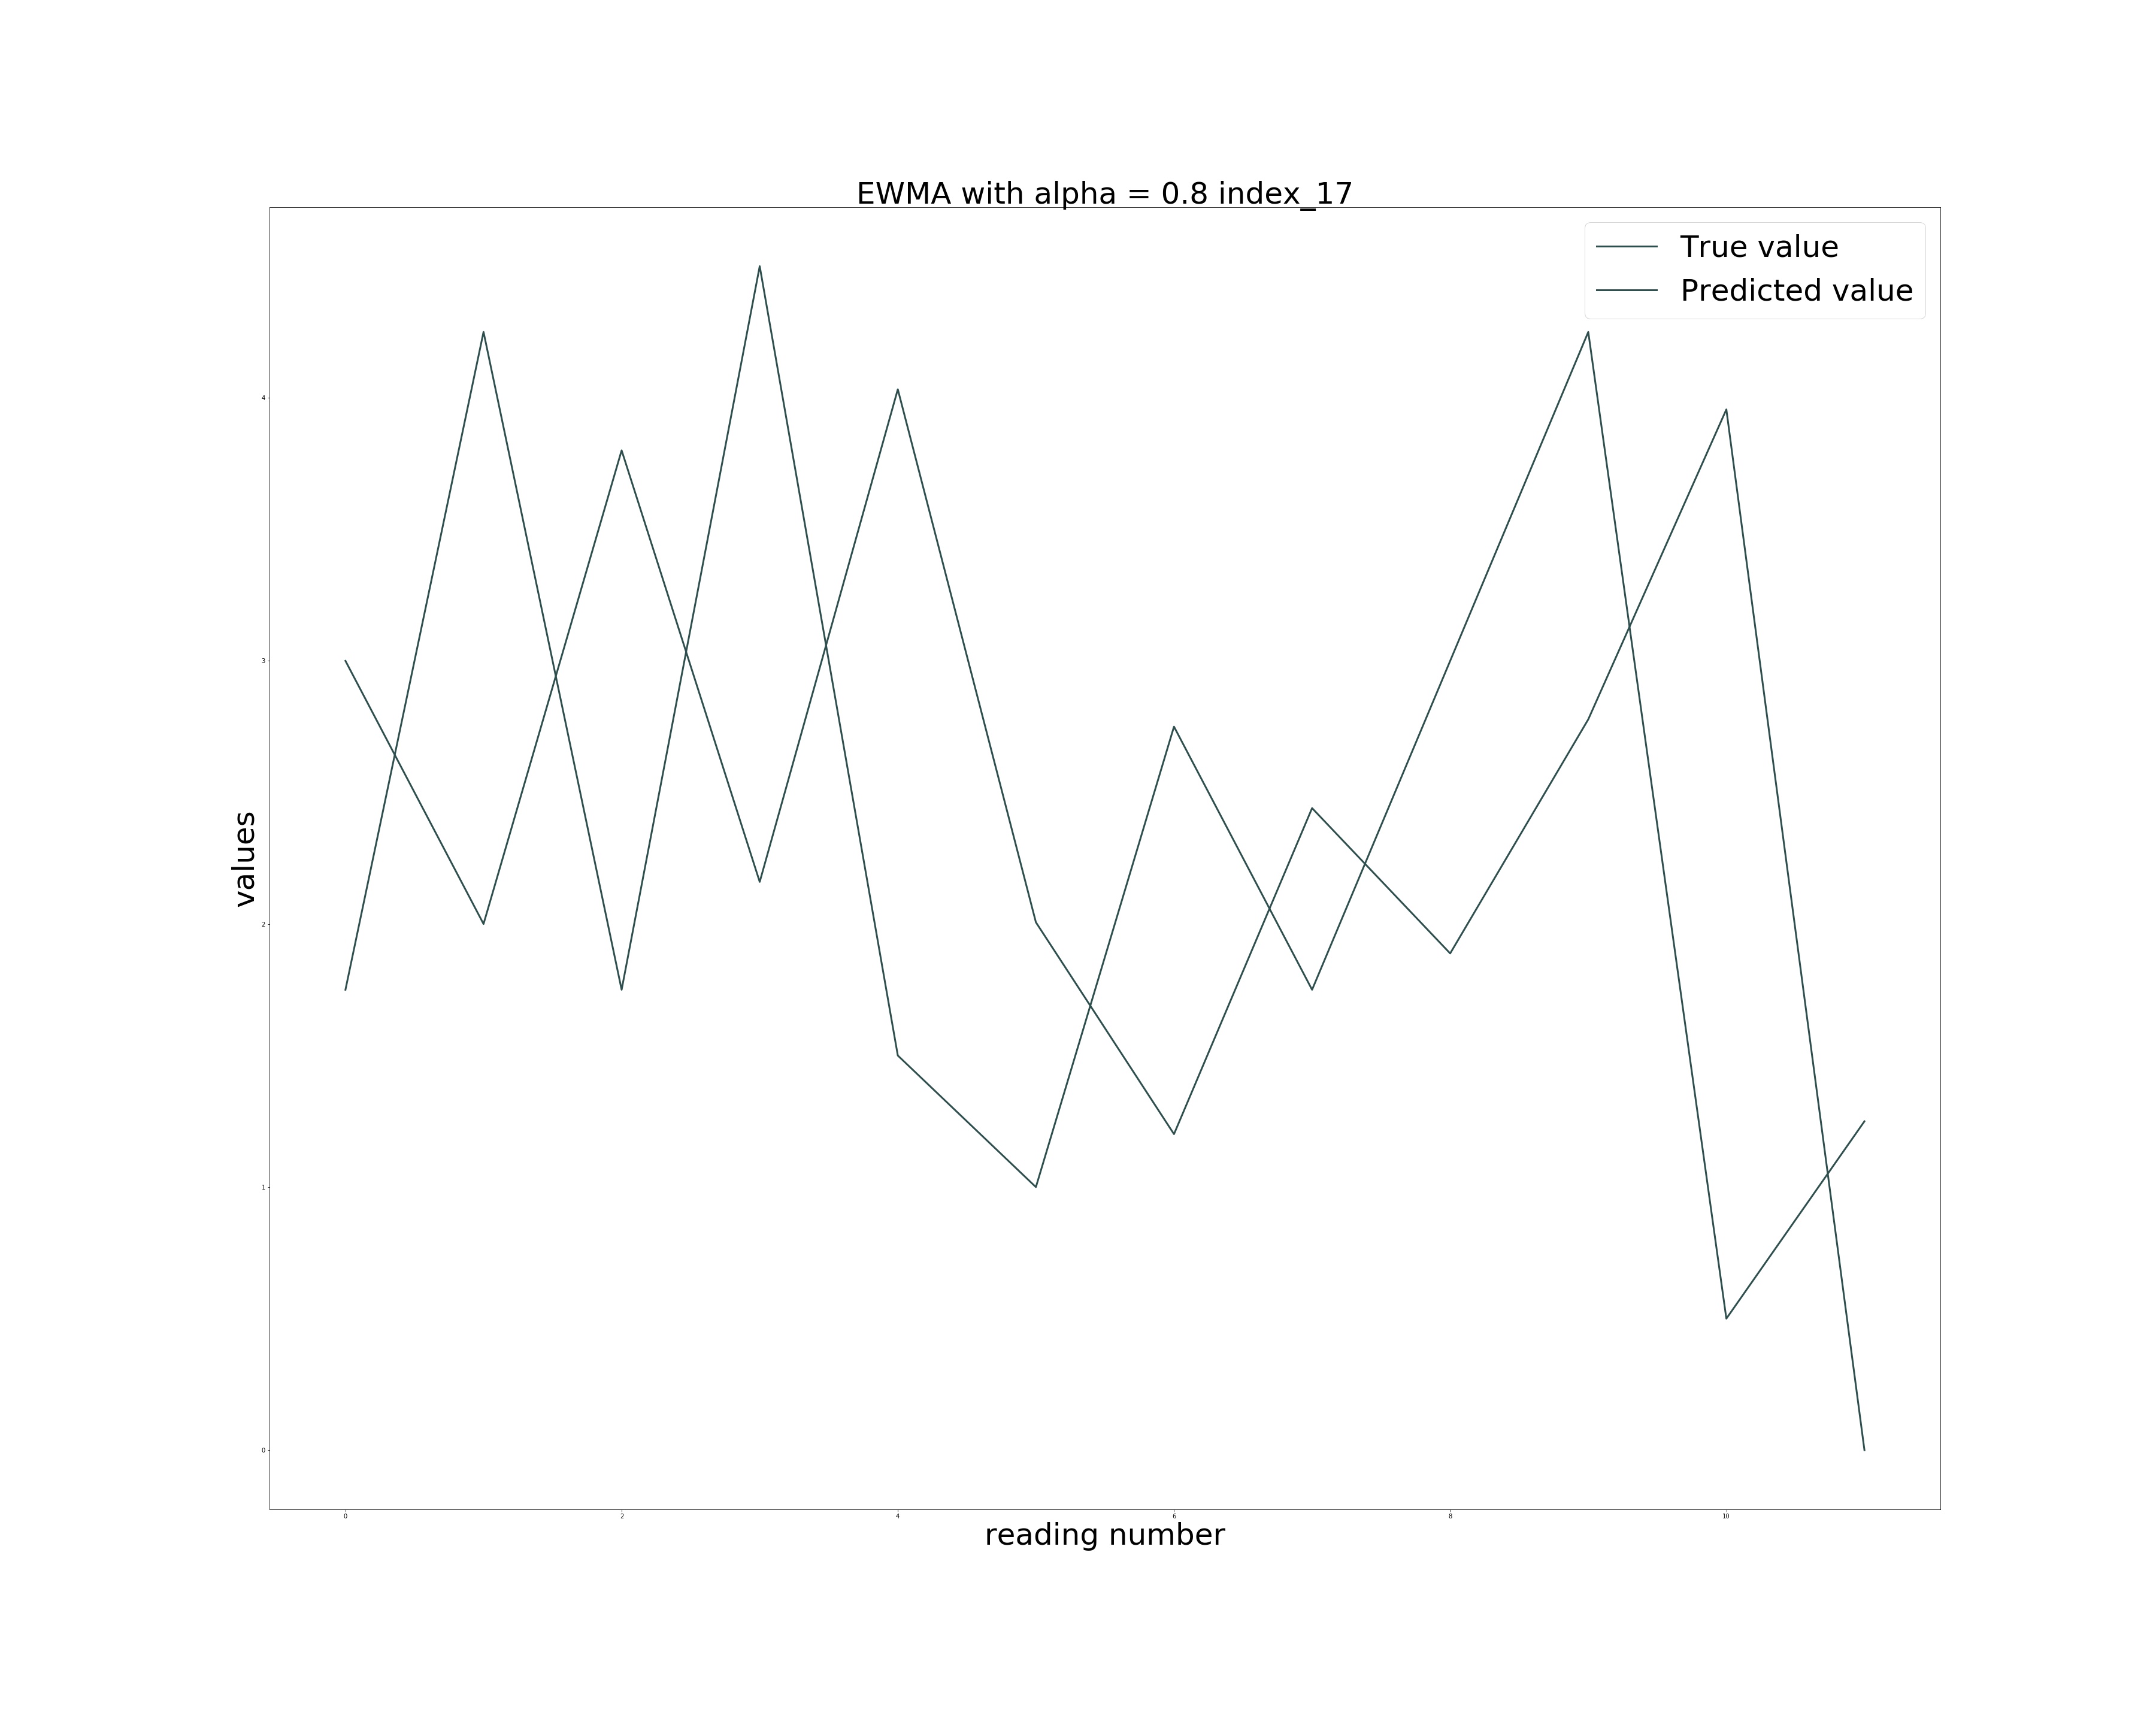 EWMA with alpha = 0.8 index_17
True value
Predicted value
4
3
2
1
0
values
0 2 4 6 8 10
reading number